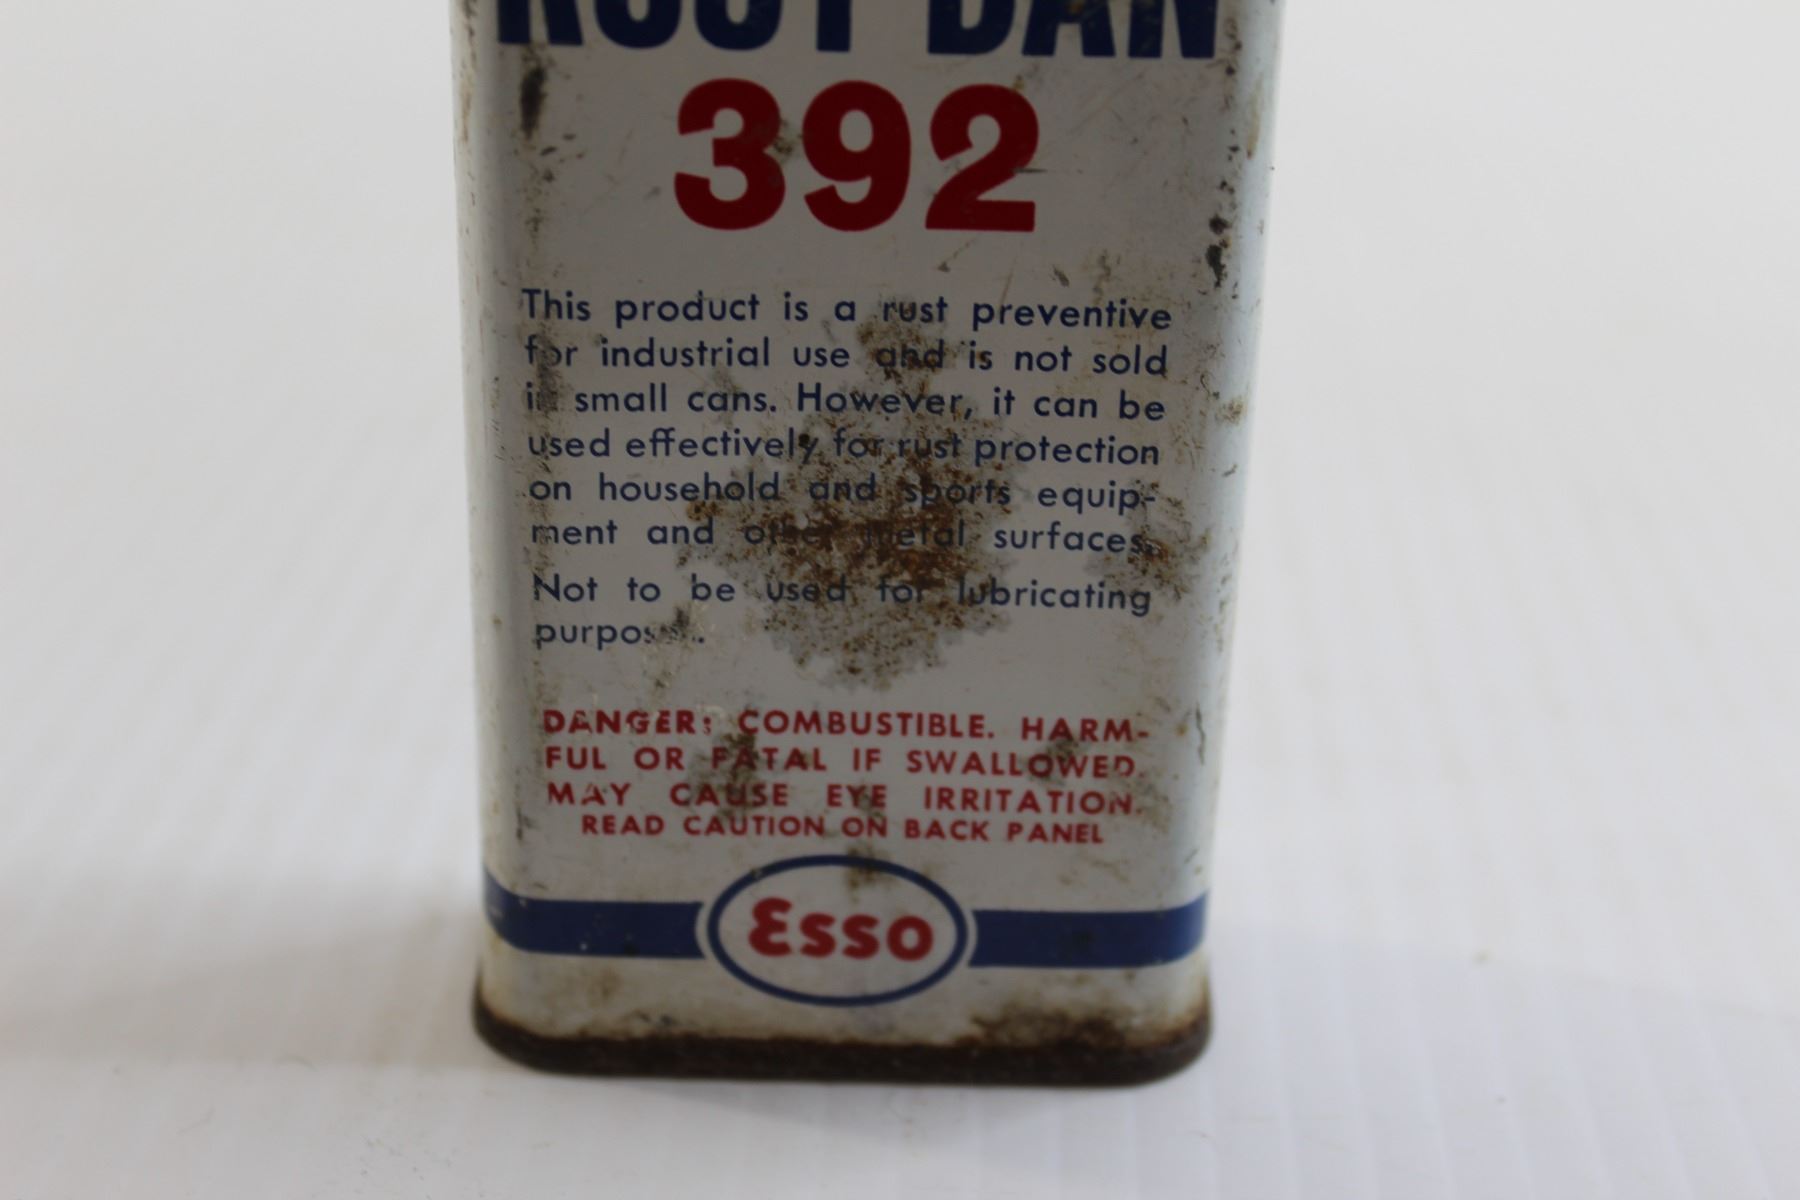 RUST BAN
392
This product is a rust preventive
for industrial use and is not sold
in small cans. However, it can be
used effectively for rust protection
on household and sports equip-
ment and other metal surfaces.
Not to be used for lubricating
purposes.
DANGER: COMBUSTIBLE. HARM-
FUL OR FATAL IF SWALLOWED.
MAY CAUSE EYE IRRITATION.
READ CAUTION ON BACK PANEL
Esso